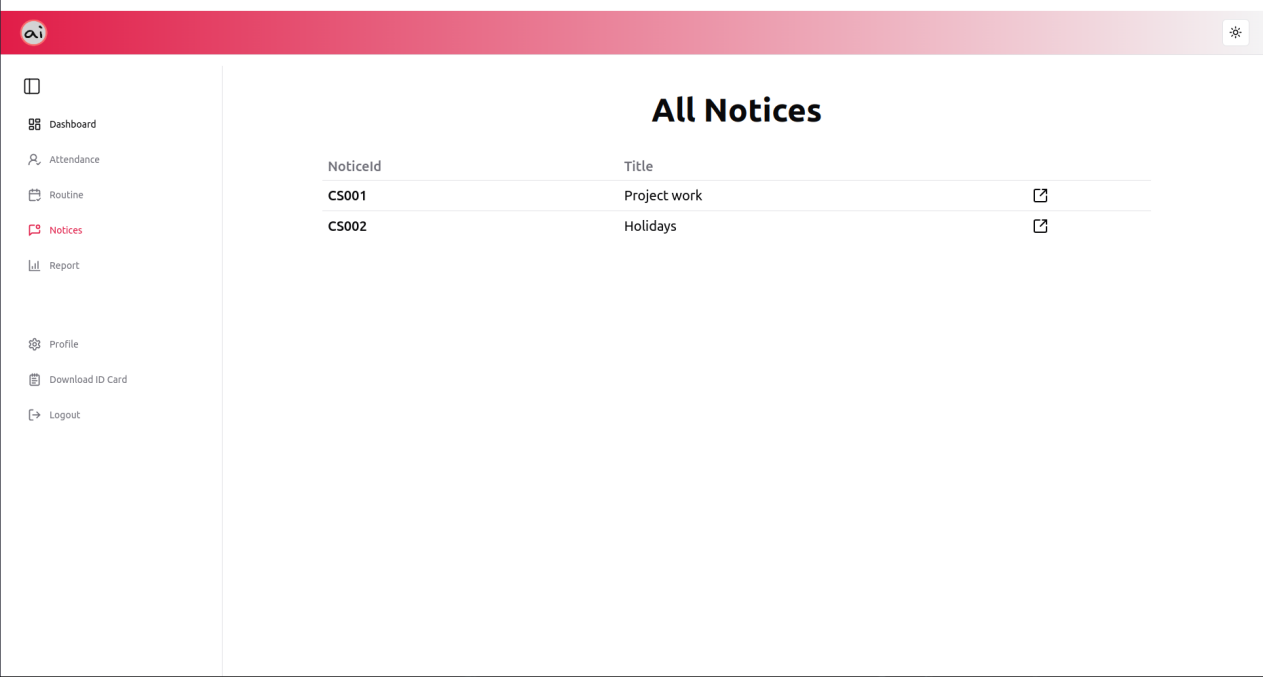 ai
Dashboard
Attendance
Routine
Notices
Report
Profile
Download ID Card
Logout
All Notices
NoticeId Title
CS001 Project work
CS002 Holidays